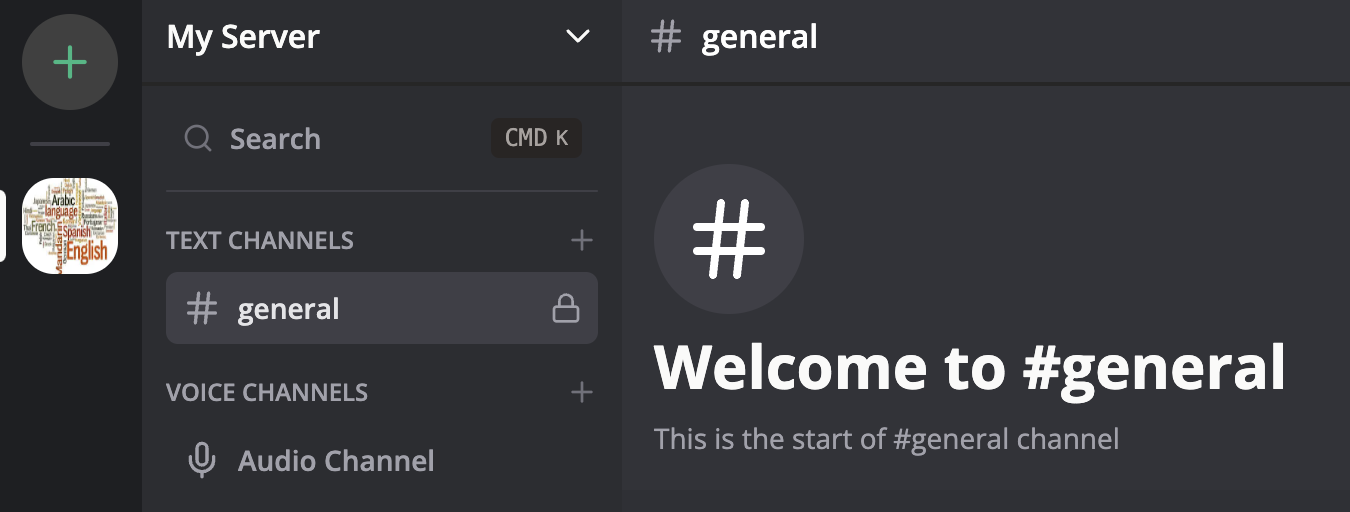 My Server
Search
CMD K
TEXT CHANNELS
general
VOICE CHANNELS
Audio Channel
# general
#
Welcome to #general
This is the start of #general channel
Arabic
language
French
Spanish
Mandarin
English